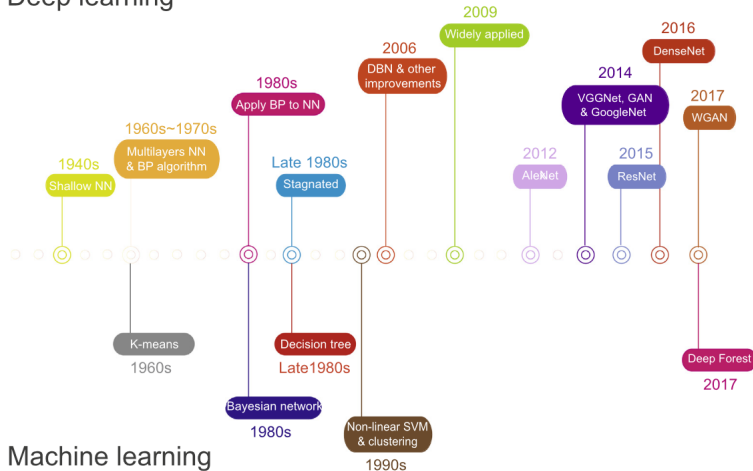 Deep learning
2009
Widely applied
2016
DenseNet
2006
DBN & other
improvements
2014
VGGNet, GAN
& GoogleNet
1980s
Apply BP to NN
2017
WGAN
1960s~1970s
Multilayers NN
& BP algorithm
1940s
Shallow NN
Late 1980s
Stagnated
2012
AlexNet
2015
ResNet
K-means
1960s
Decision tree
Late1980s
Deep Forest
2017
Bayesian network
1980s
Non-linear SVM
& clustering
1990s
Machine learning